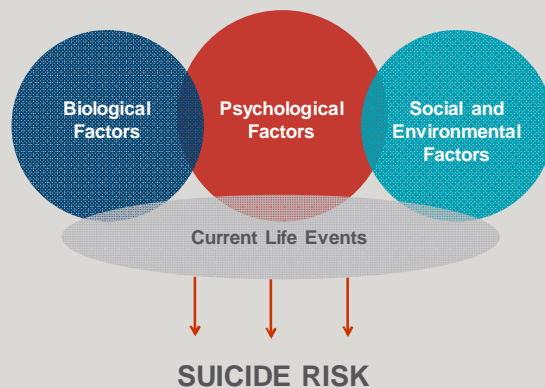 Biological
Factors
Psychological
Factors
Social and
Environmental
Factors
Current Life Events
SUICIDE RISK